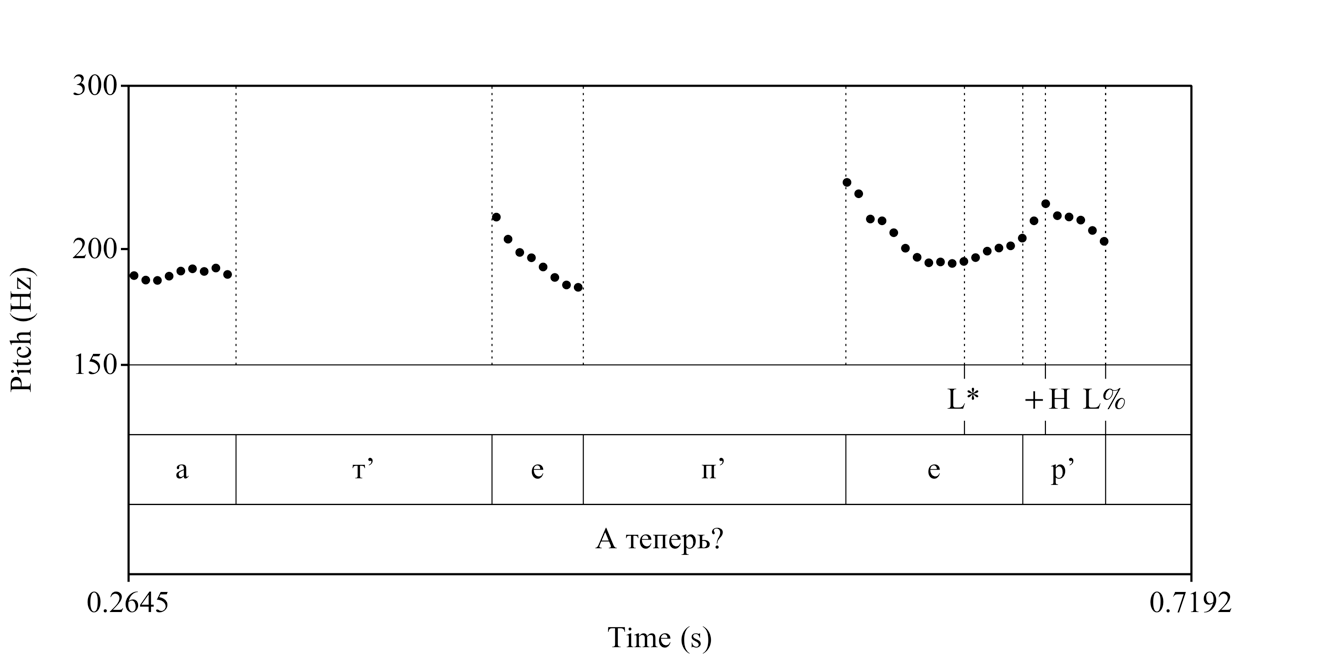 300
200
150
Pitch (Hz)
L* +H L%
а т’ е п’ е р’
А теперь?
0.2645 0.7192
Time (s)